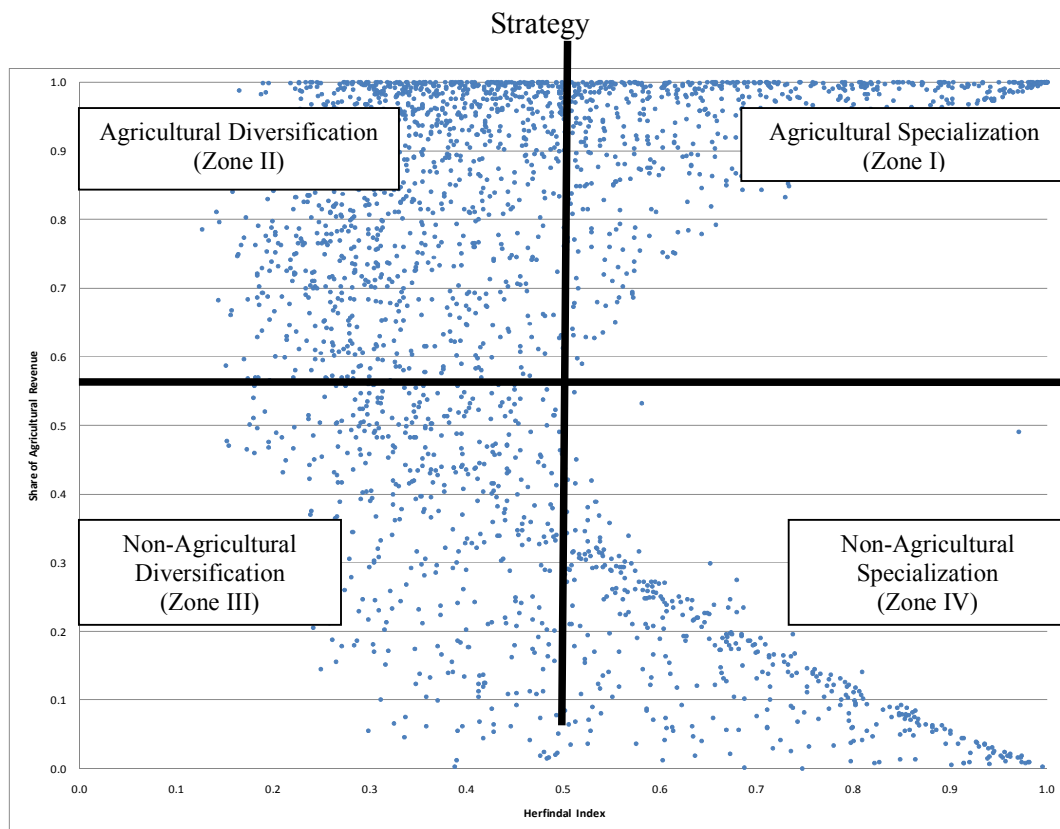 Strategy
Agricultural Diversification
(Zone II)
Agricultural Specialization
(Zone I)
Non-Agricultural
Diversification
(Zone III)
Non-Agricultural
Specialization
(Zone IV)
Share of Agricultural Revenue
1.0
0.9
0.8
0.7
0.6
0.5
0.4
0.3
0.2
0.1
0.0
0.0 0.1 0.2 0.3 0.4 0.5 0.6 0.7 0.8 0.9 1.0
Herfindal Index